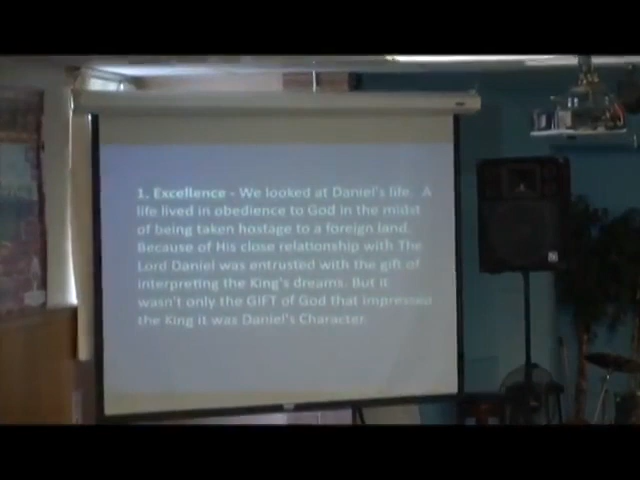 1. Excellence - We looked at Daniel's life. A
life lived in obedience to God in the midst
of being taken hostage to a foreign land.
Because of His close relationship with The
Lord Daniel was entrusted with the gift of
interpreting the King's dreams. But it
wasn't only the GIFT of God that impressed
the King it was Daniel's Character.